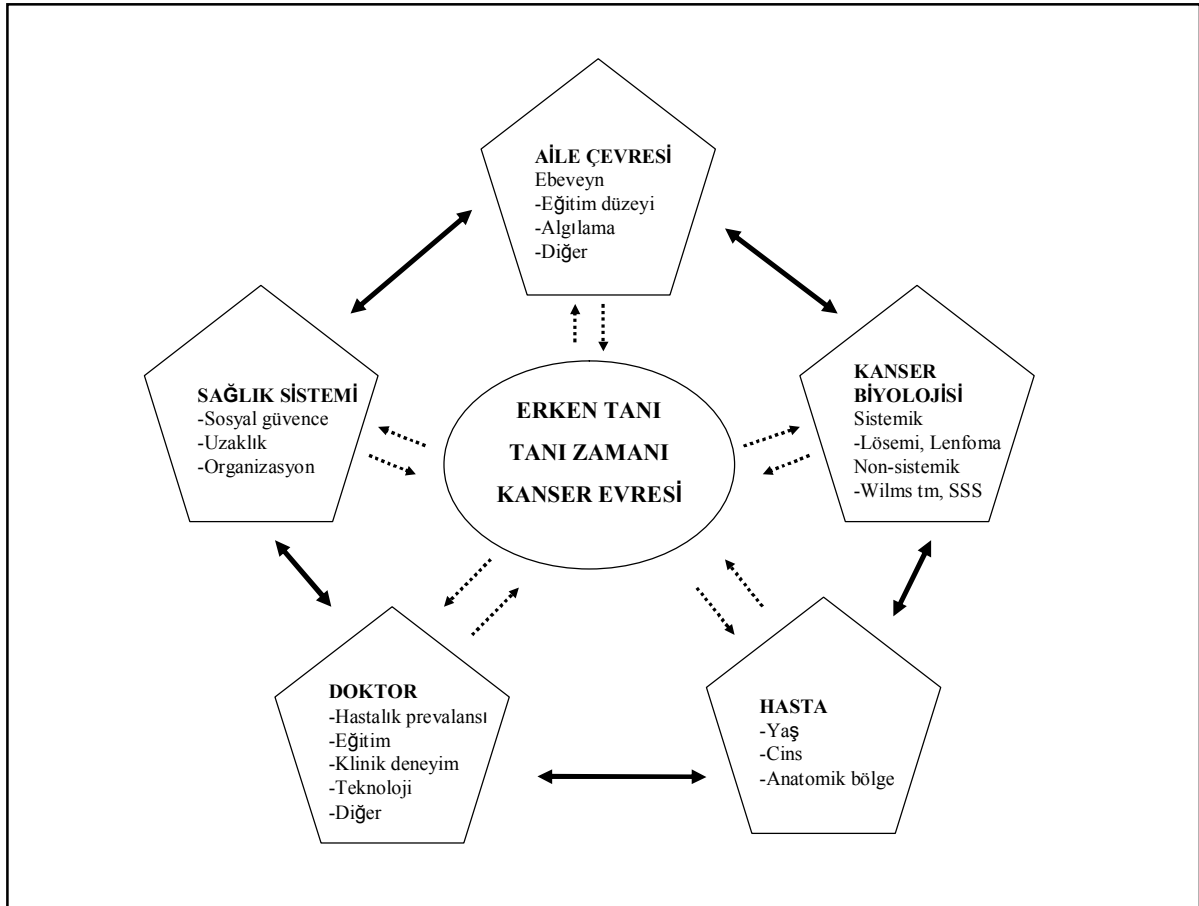 AİLE ÇEVRESİ
Ebeveyn
-Eğitim düzeyi
-Algılama
-Diğer
SAĞLIK SİSTEMİ
-Sosyal güvence
-Uzaklık
-Organizasyon
ERKEN TANI
TANI ZAMANI
KANSER EVRESİ
KANSER
BİYOLOJİSİ
Sistemik
-Lösemi, Lenfoma
Non-sistemik
-Wilms tm, SSS
DOKTOR
-Hastalık prevalansı
-Eğitim
-Klinik deneyim
-Teknoloji
-Diğer
HASTA
-Yaş
-Cins
-Anatomik bölge